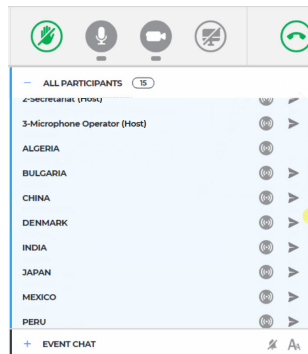 ALL PARTICIPANTS 15
2-Secretariat (Host)
3-Microphone Operator (Host)
ALGERIA
BULGARIA
CHINA
DENMARK
INDIA
JAPAN
MEXICO
PERU
EVENT CHAT AA